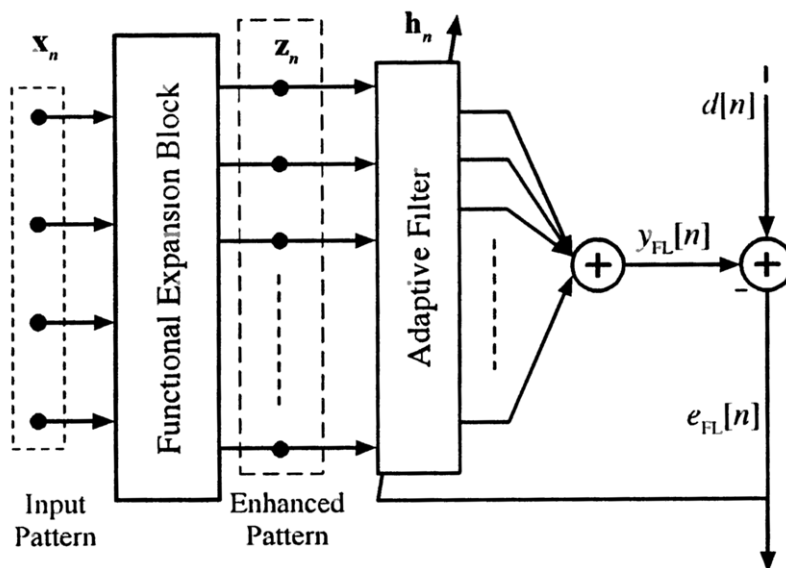 x_n
Functional Expansion Block
z_n
h_n
Adaptive Filter
+
y_FL[n]
d[n]
+
-
e_FL[n]
Input
Pattern
Enhanced
Pattern